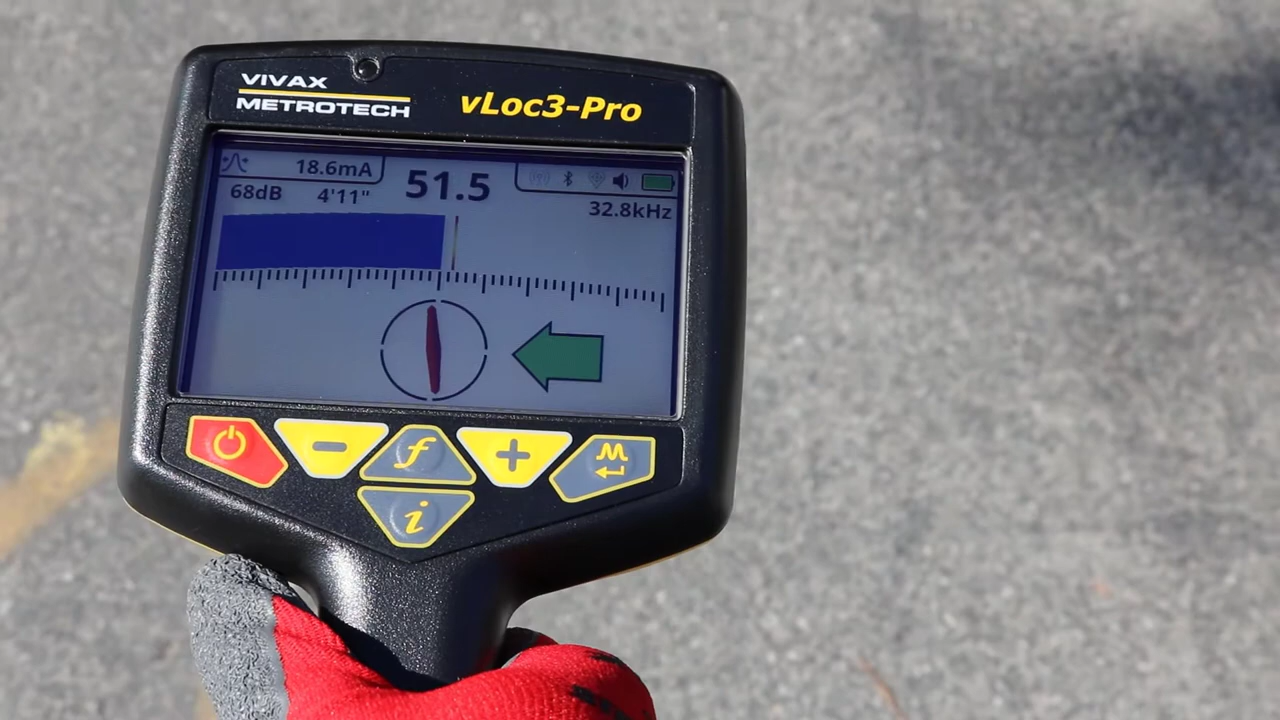 VIVAX
METROTECH
vLoc3-Pro
18.6mA
51.5
68dB 4'11"
32.8kHz
f
i